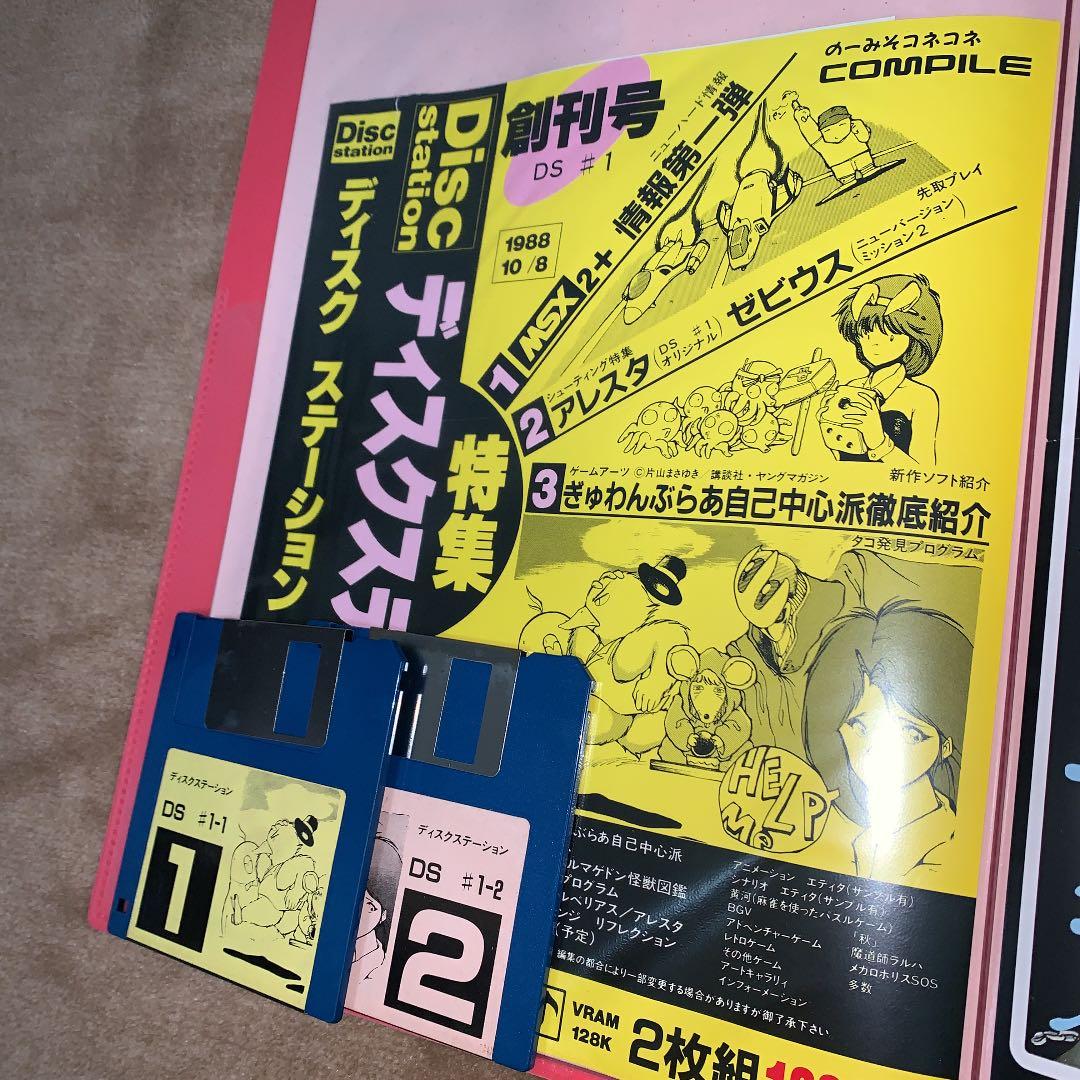 のーみそコネコネ
COMPILE
Disc
station
ディスク ステーション
Disc
station
ディスクステ
創刊号
DS ♯1
1988
10/8
特集
ニューハード情報
1 MSX2+ 情報第一弾
先取プレイ
シューティング特集
2 アレスタ
(DS ♯1
オリジナル)
ゼビウス
(ニューバージョン
ミッション2)
新作ソフト紹介
ゲームアーツ ©片山まさゆき/講談社・ヤングマガジン
3 ぎゅわんぶらあ自己中心派徹底紹介
タコ発見プログラム
HELP
Me
ぶらあ自己中心派
ルマゲドン怪獣図鑑
プログラム
ルベリアス/アレスタ
ンジ リフレクション
(予定)
アニメーション エディタ(サンプル有)
シナリオ エディタ(サンプル有)
黄河(麻雀を使ったパズルゲーム)
BGV 「秋」
アドベンチャーゲーム 魔道師ラルバ
レトロゲーム メカロポリスSOS
その他ゲーム 多数
アートギャラリィ
インフォーメーション
編集の都合により一部変更する場合がありますが御了承下さい
VRAM
128K
2枚組
ディスクステーション
DS ♯1-1
1
ディスクステーション
DS ♯1-2
2